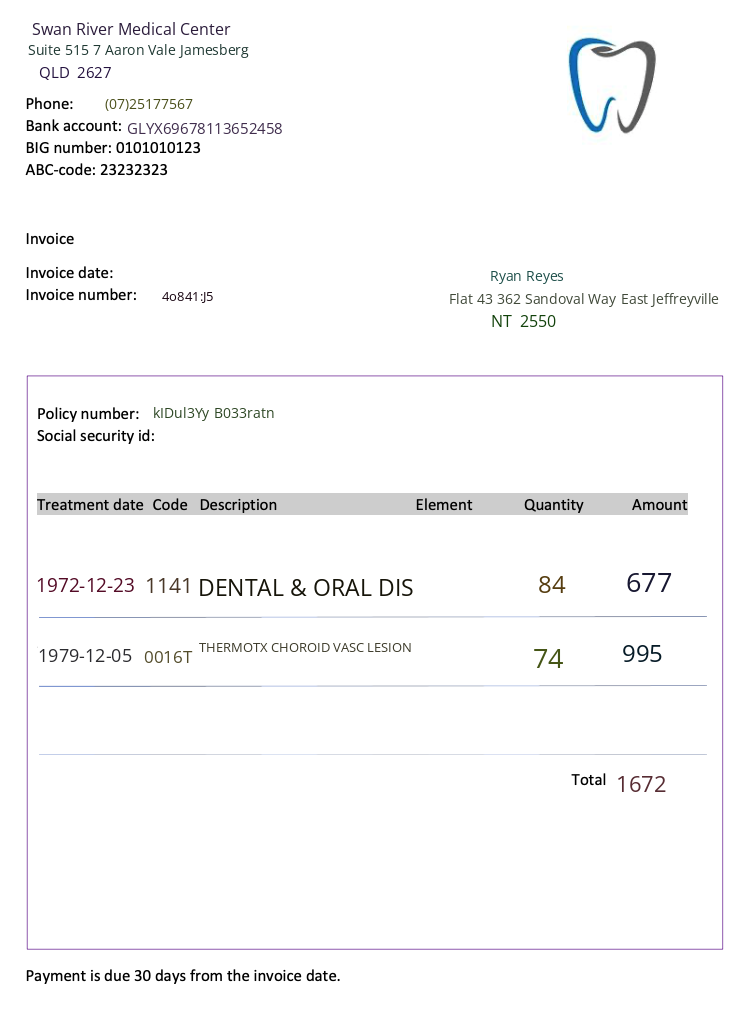 Swan River Medical Center
Suite 515 7 Aaron Vale Jamesberg
QLD 2627
Phone: (07)25177567
Bank account: GLYX69678113652458
BIG number: 0101010123
ABC-code: 23232323
Invoice
Invoice date:
Invoice number: 4o841:J5
Ryan Reyes
Flat 43 362 Sandoval Way East Jeffreyville
NT 2550
Policy number: kIDul3Yy B033ratn
Social security id:
Treatment date Code Description Element Quantity Amount
1972-12-23 1141 DENTAL & ORAL DIS 84 677
1979-12-05 0016T THERMOTX CHOROID VASC LESION 74 995
Total 1672
Payment is due 30 days from the invoice date.